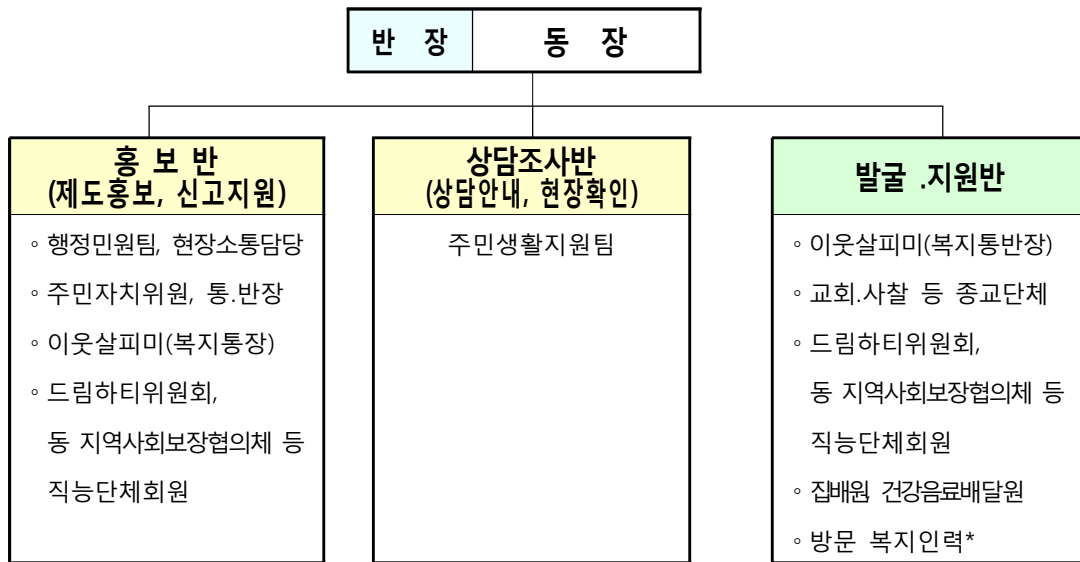 반 장 동 장
홍 보 반
(제도홍보, 신고지원)
◦ 행정민원팀, 현장소통담당
◦ 주민자치위원, 통.반장
◦ 이웃살피미(복지통장)
◦ 드림하티위원회,
동 지역사회보장협의체 등
직능단체회원
상담조사반
(상담안내, 현장확인)
주민생활지원팀
발굴 .지원반
◦ 이웃살피미(복지통반장)
◦ 교회.사찰 등 종교단체
◦ 드림하티위원회,
동 지역사회보장협의체 등
직능단체회원
◦ 집배원, 건강음료배달원
◦ 방문 복지인력*